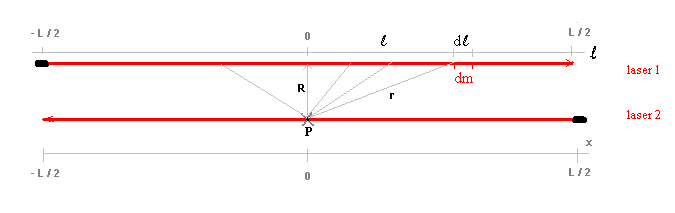 - L / 2 0 ℓ dℓ L / 2 ℓ
laser 1
dm
R r
laser 2
P
x
- L / 2 0 L / 2